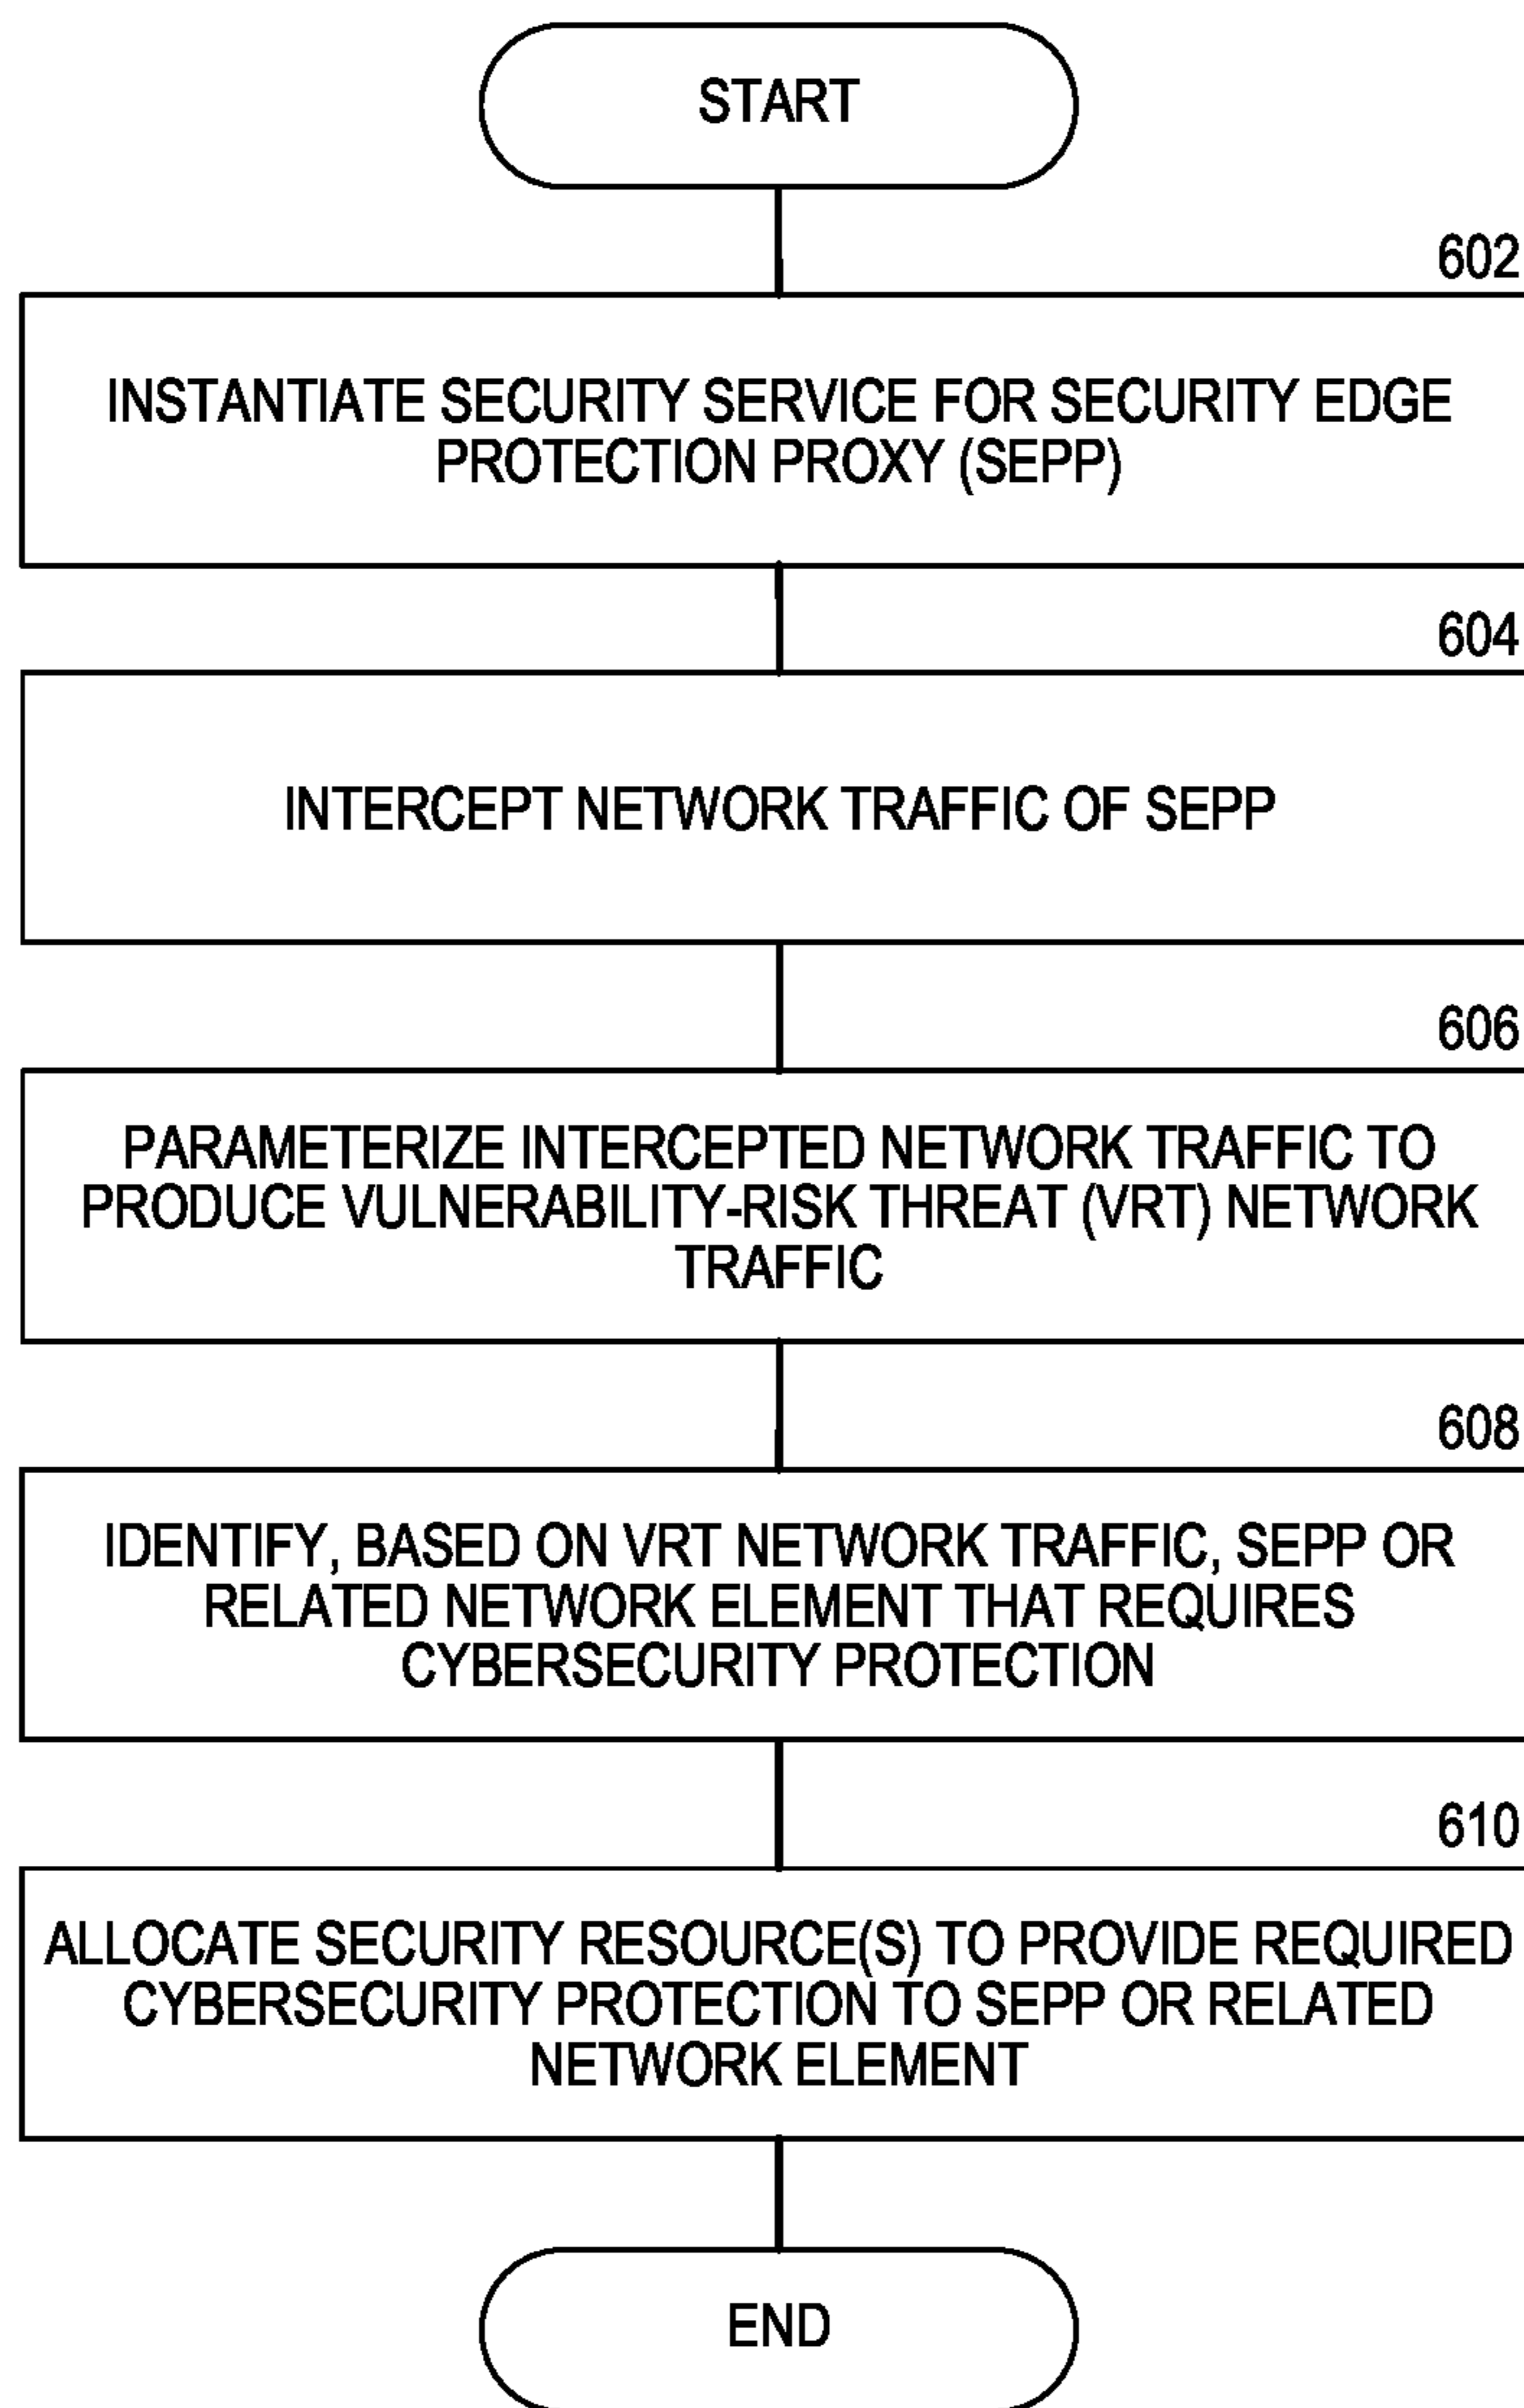 START
602
INSTANTIATE SECURITY SERVICE FOR SECURITY EDGE
PROTECTION PROXY (SEPP)
604
INTERCEPT NETWORK TRAFFIC OF SEPP
606
PARAMETERIZE INTERCEPTED NETWORK TRAFFIC TO
PRODUCE VULNERABILITY-RISK THREAT (VRT) NETWORK
TRAFFIC
608
IDENTIFY, BASED ON VRT NETWORK TRAFFIC, SEPP OR
RELATED NETWORK ELEMENT THAT REQUIRES
CYBERSECURITY PROTECTION
610
ALLOCATE SECURITY RESOURCE(S) TO PROVIDE REQUIRED
CYBERSECURITY PROTECTION TO SEPP OR RELATED
NETWORK ELEMENT
END